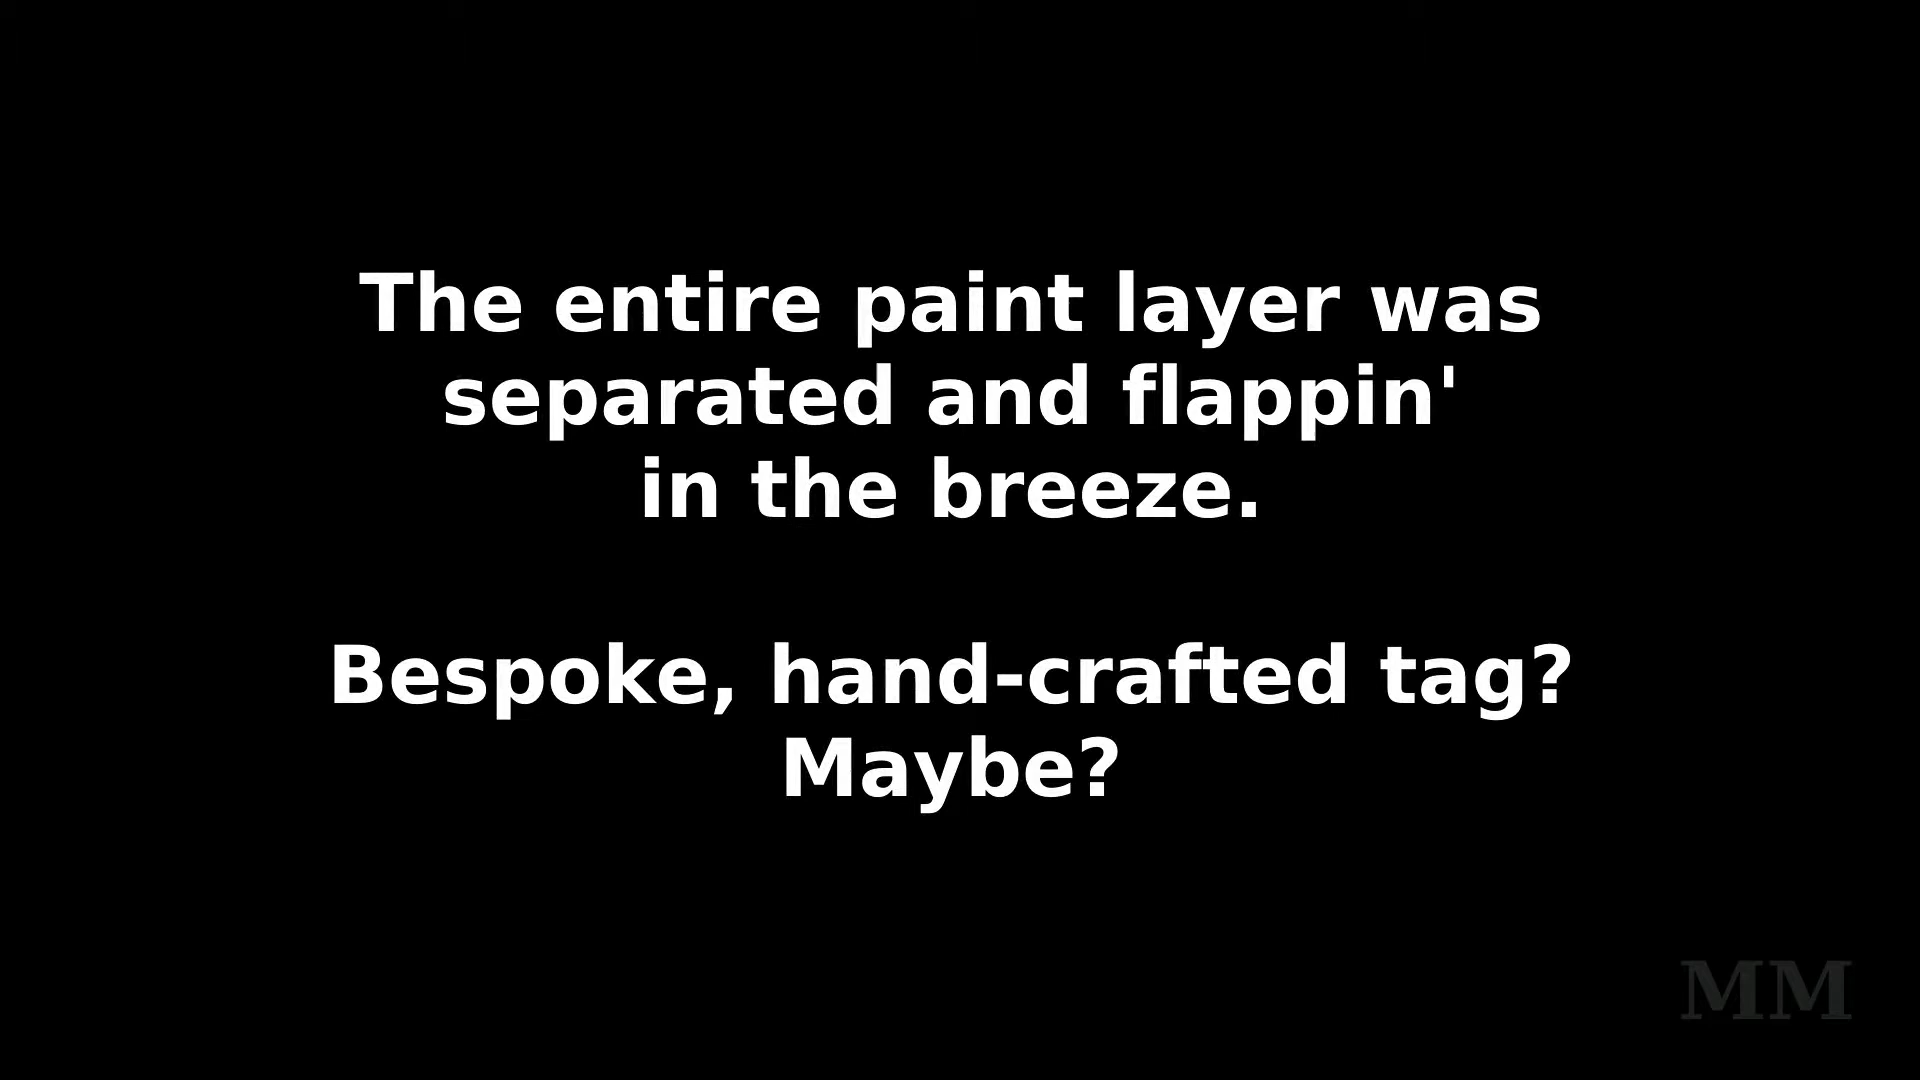 The entire paint layer was
separated and flappin'
in the breeze.
Bespoke, hand-crafted tag?
Maybe?
MM